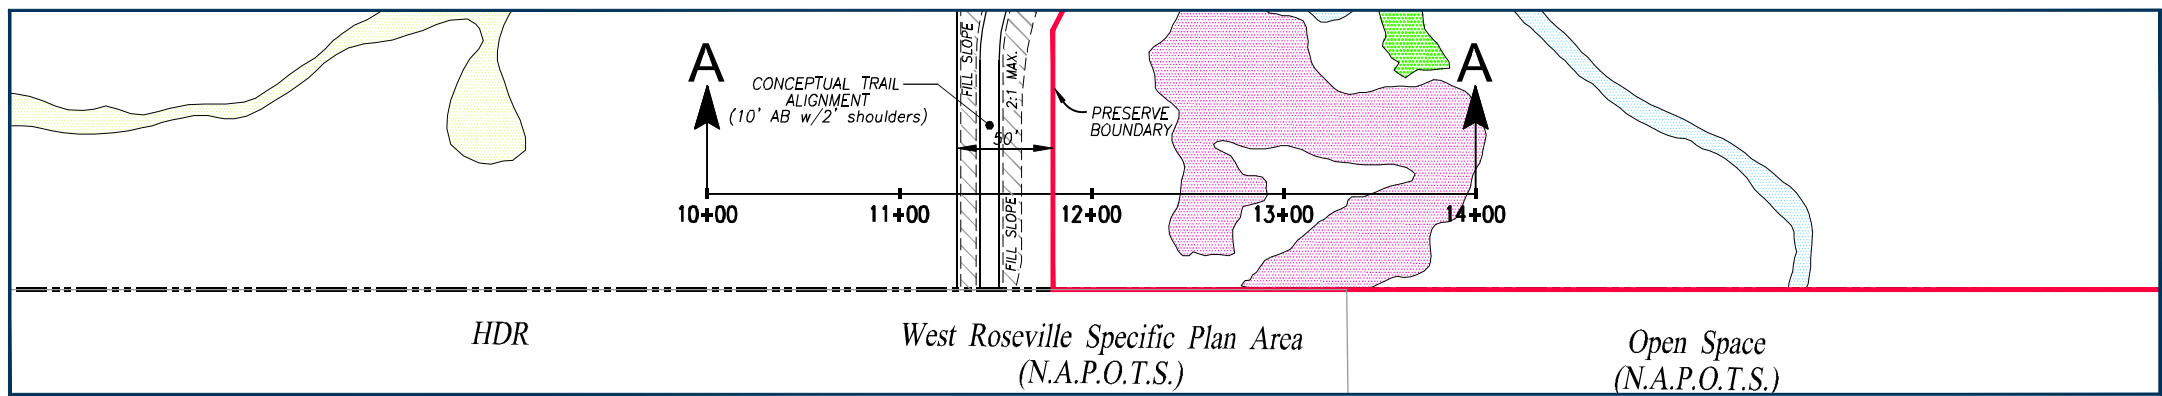 A
A
FILL SLOPE
2:1 MAX.
CONCEPTUAL TRAIL
ALIGNMENT
(10' AB w/2' shoulders)
50'
PRESERVE
BOUNDARY
10+00
11+00
12+00
13+00
14+00
FILL SLOPE
HDR
West Roseville Specific Plan Area
(N.A.P.O.T.S.)
Open Space
(N.A.P.O.T.S.)